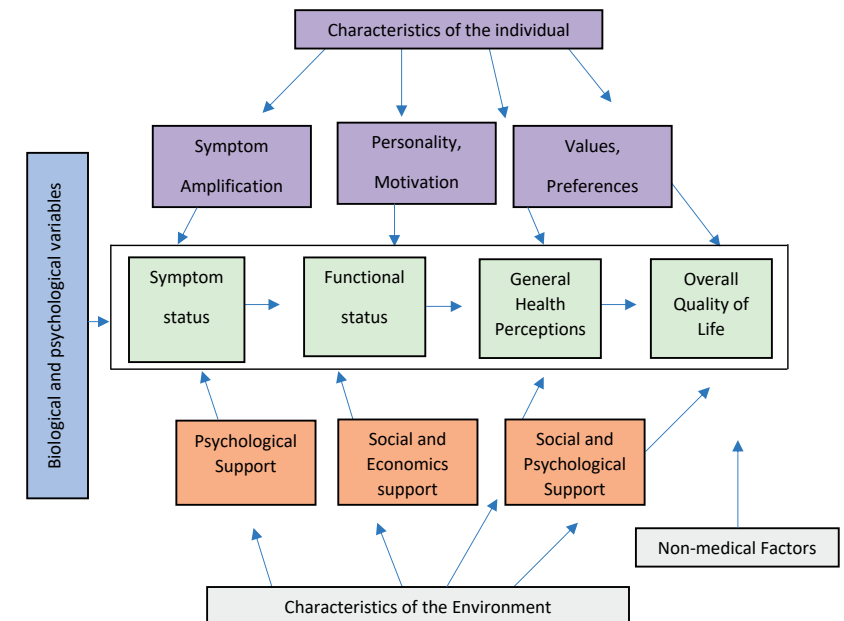 Characteristics of the individual
Symptom
Amplification
Personality,
Motivation
Values,
Preferences
Biological and psychological variables
Symptom
status
Functional
status
General
Health
Perceptions
Overall
Quality of
Life
Psychological
Support
Social and
Economics
support
Social and
Psychological
Support
Non-medical Factors
Characteristics of the Environment